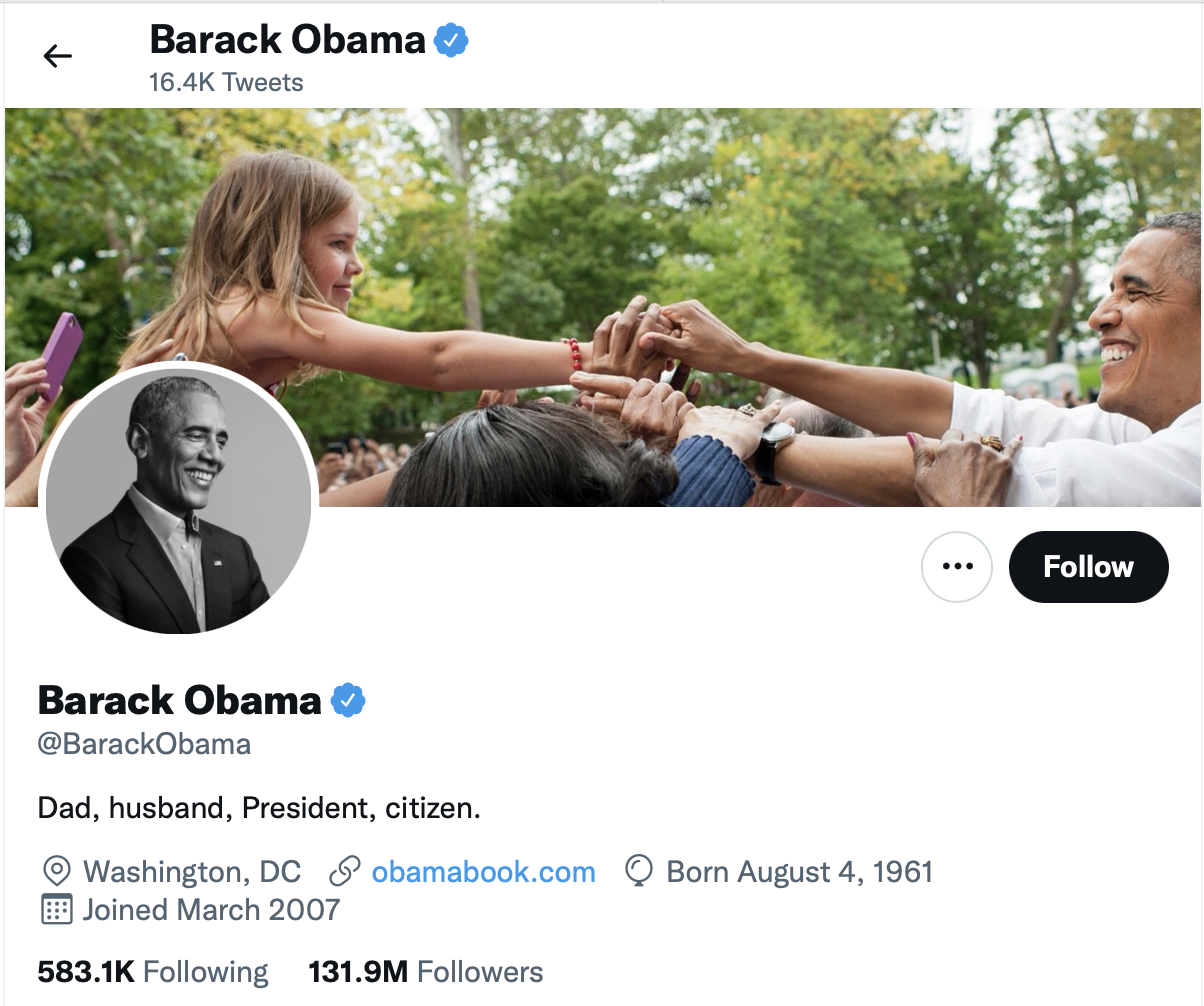 Barack Obama
16.4K Tweets
Follow
Barack Obama
@BarackObama
Dad, husband, President, citizen.
Washington, DC obamabook.com Born August 4, 1961
Joined March 2007
583.1K Following 131.9M Followers